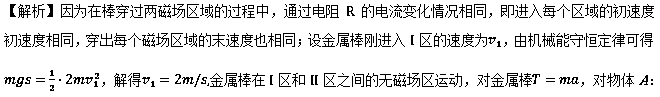 【解析】因为在棒穿过两磁场区域的过程中，通过电阻 R 的电流变化情况相同，即进入每个区域的初速度
初速度相同，穿出每个磁场区域的末速度也相同；设金属棒刚进入 I 区的速度为v₁，由机械能守恒定律可得
mgs = 1/2 · 2mv₁²，解得v₁ = 2m/s.金属棒在 I 区和 II 区之间的无磁场区运动，对金属棒T = ma，对物体 A: